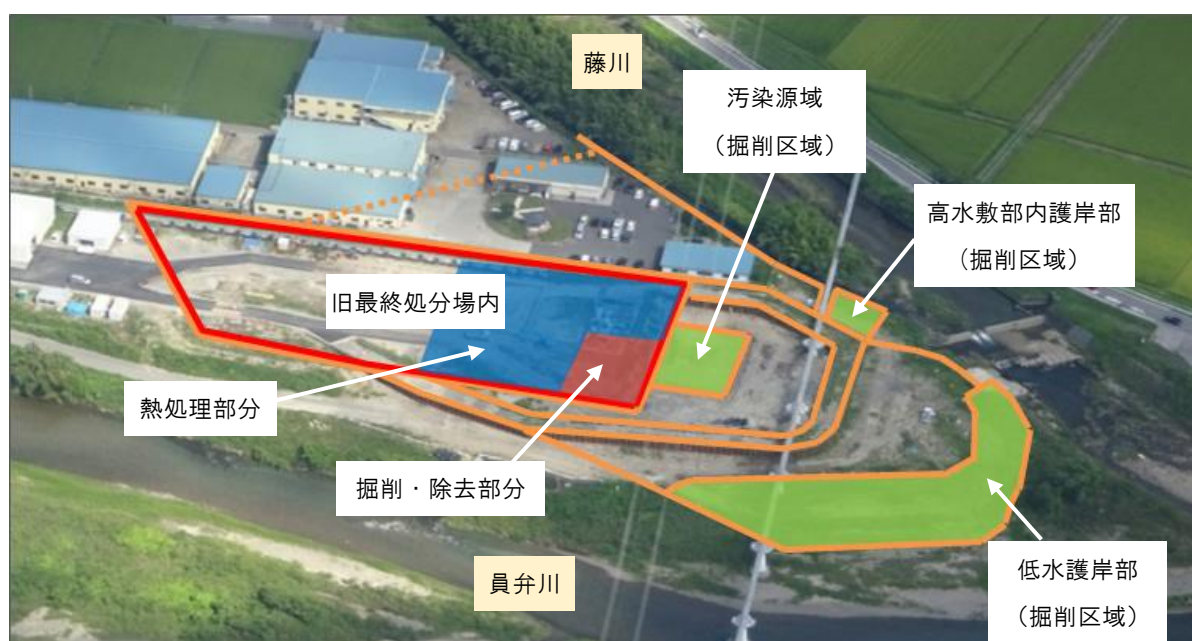 藤川
汚染源域
（掘削区域）
高水敷部内護岸部
（掘削区域）
旧最終処分場内
熱処理部分
掘削・除去部分
員弁川
低水護岸部
（掘削区域）